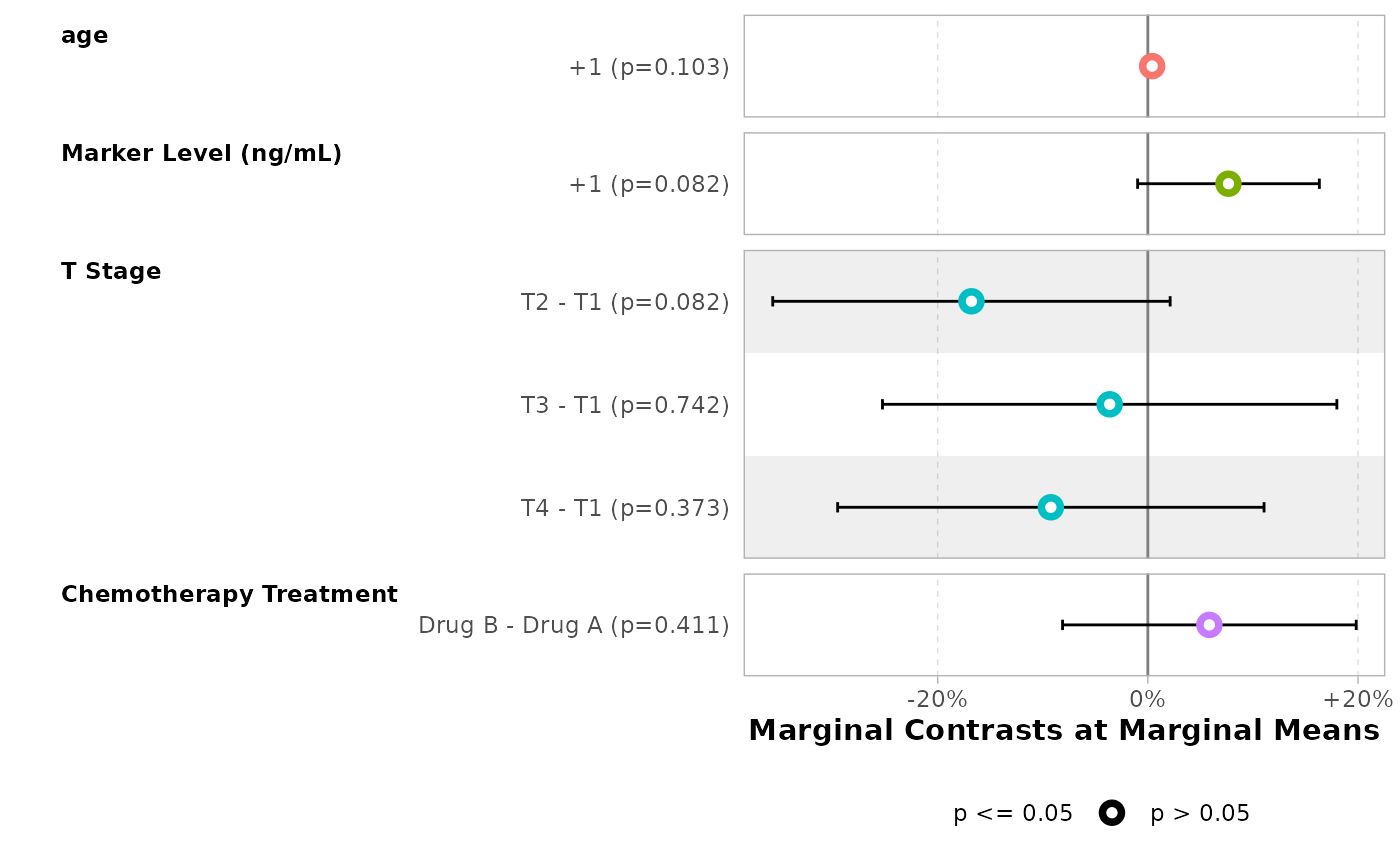 age
+1 (p=0.103)
Marker Level (ng/mL)
+1 (p=0.082)
T Stage
T2 - T1 (p=0.082)
T3 - T1 (p=0.742)
T4 - T1 (p=0.373)
Chemotherapy Treatment
Drug B - Drug A (p=0.411)
-20% 0% +20%
Marginal Contrasts at Marginal Means
p <= 0.05 p > 0.05